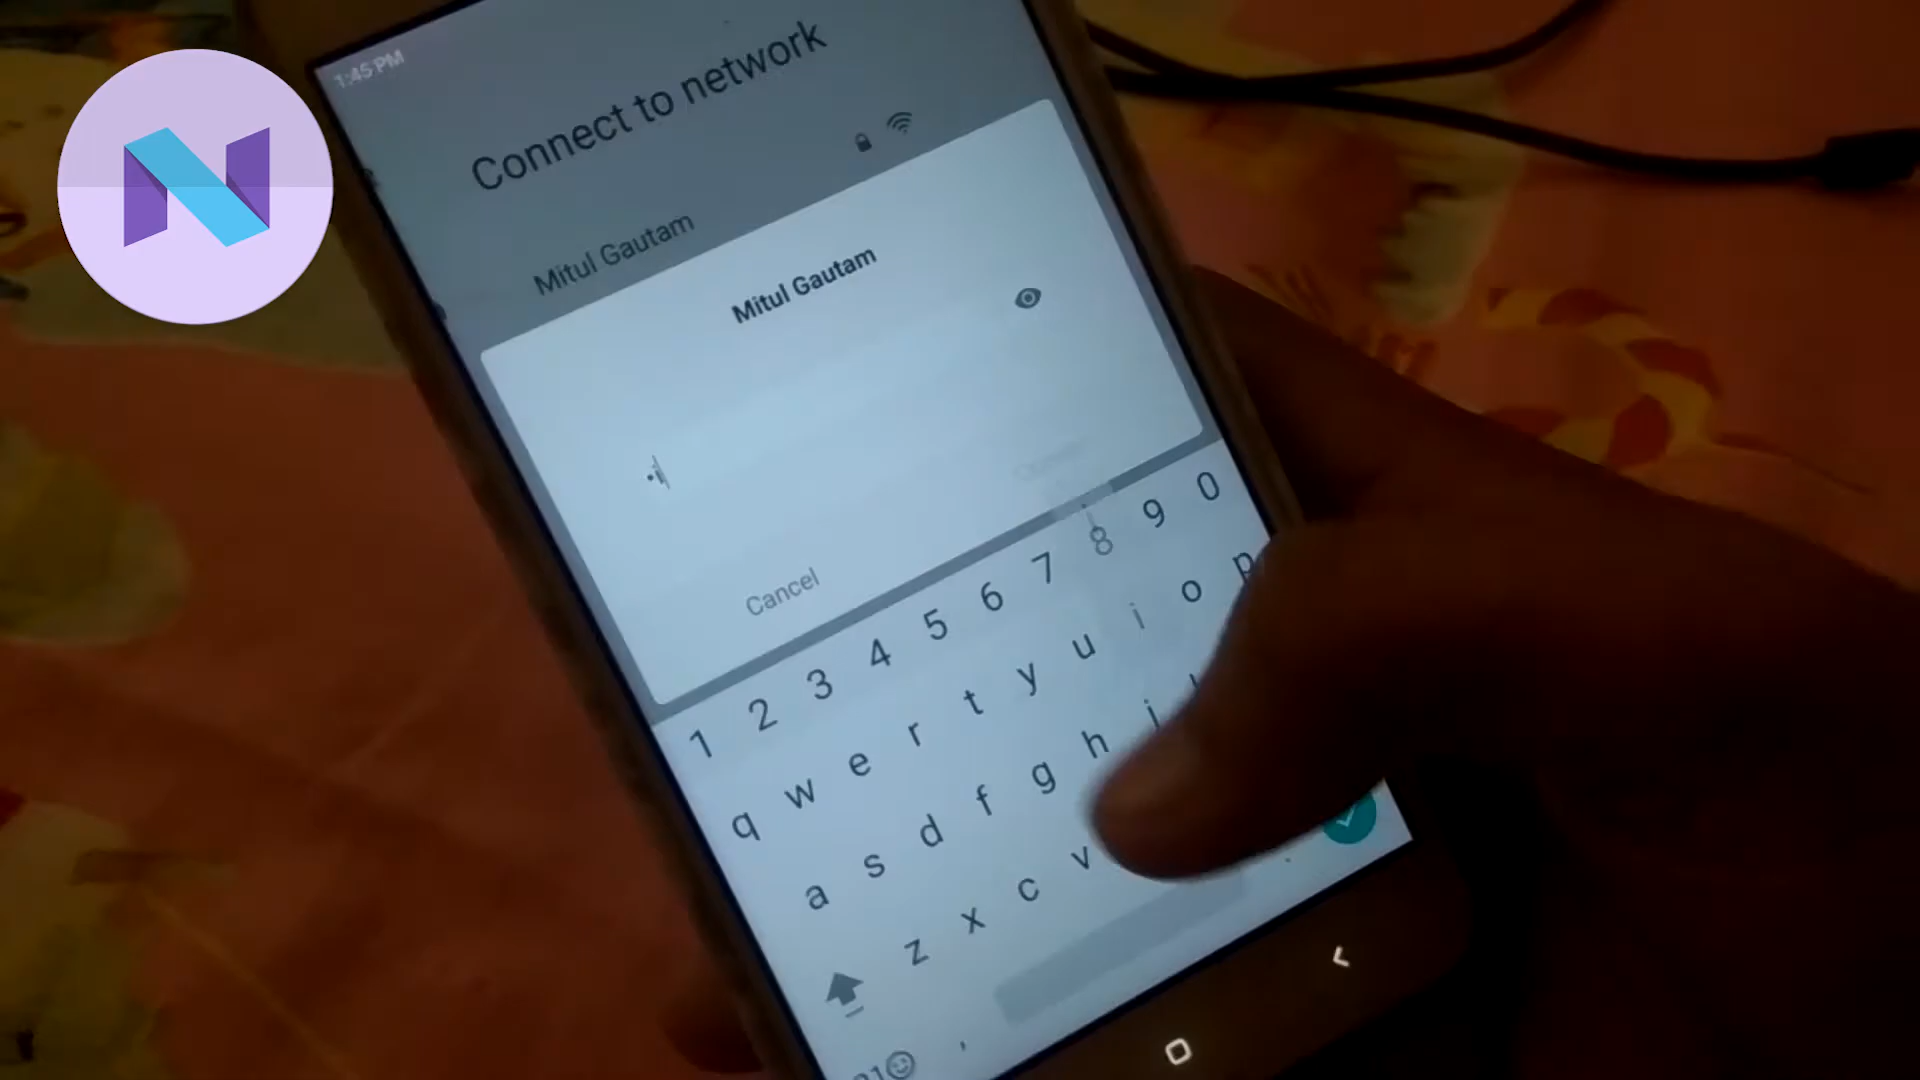 1:45 PM
Connect to network
Mitul Gautam
Mitul Gautam
Cancel
1 2 3 4 5 6 7 8 9 0
q w e r t y u i o p
a s d f g h j
z x c v
,